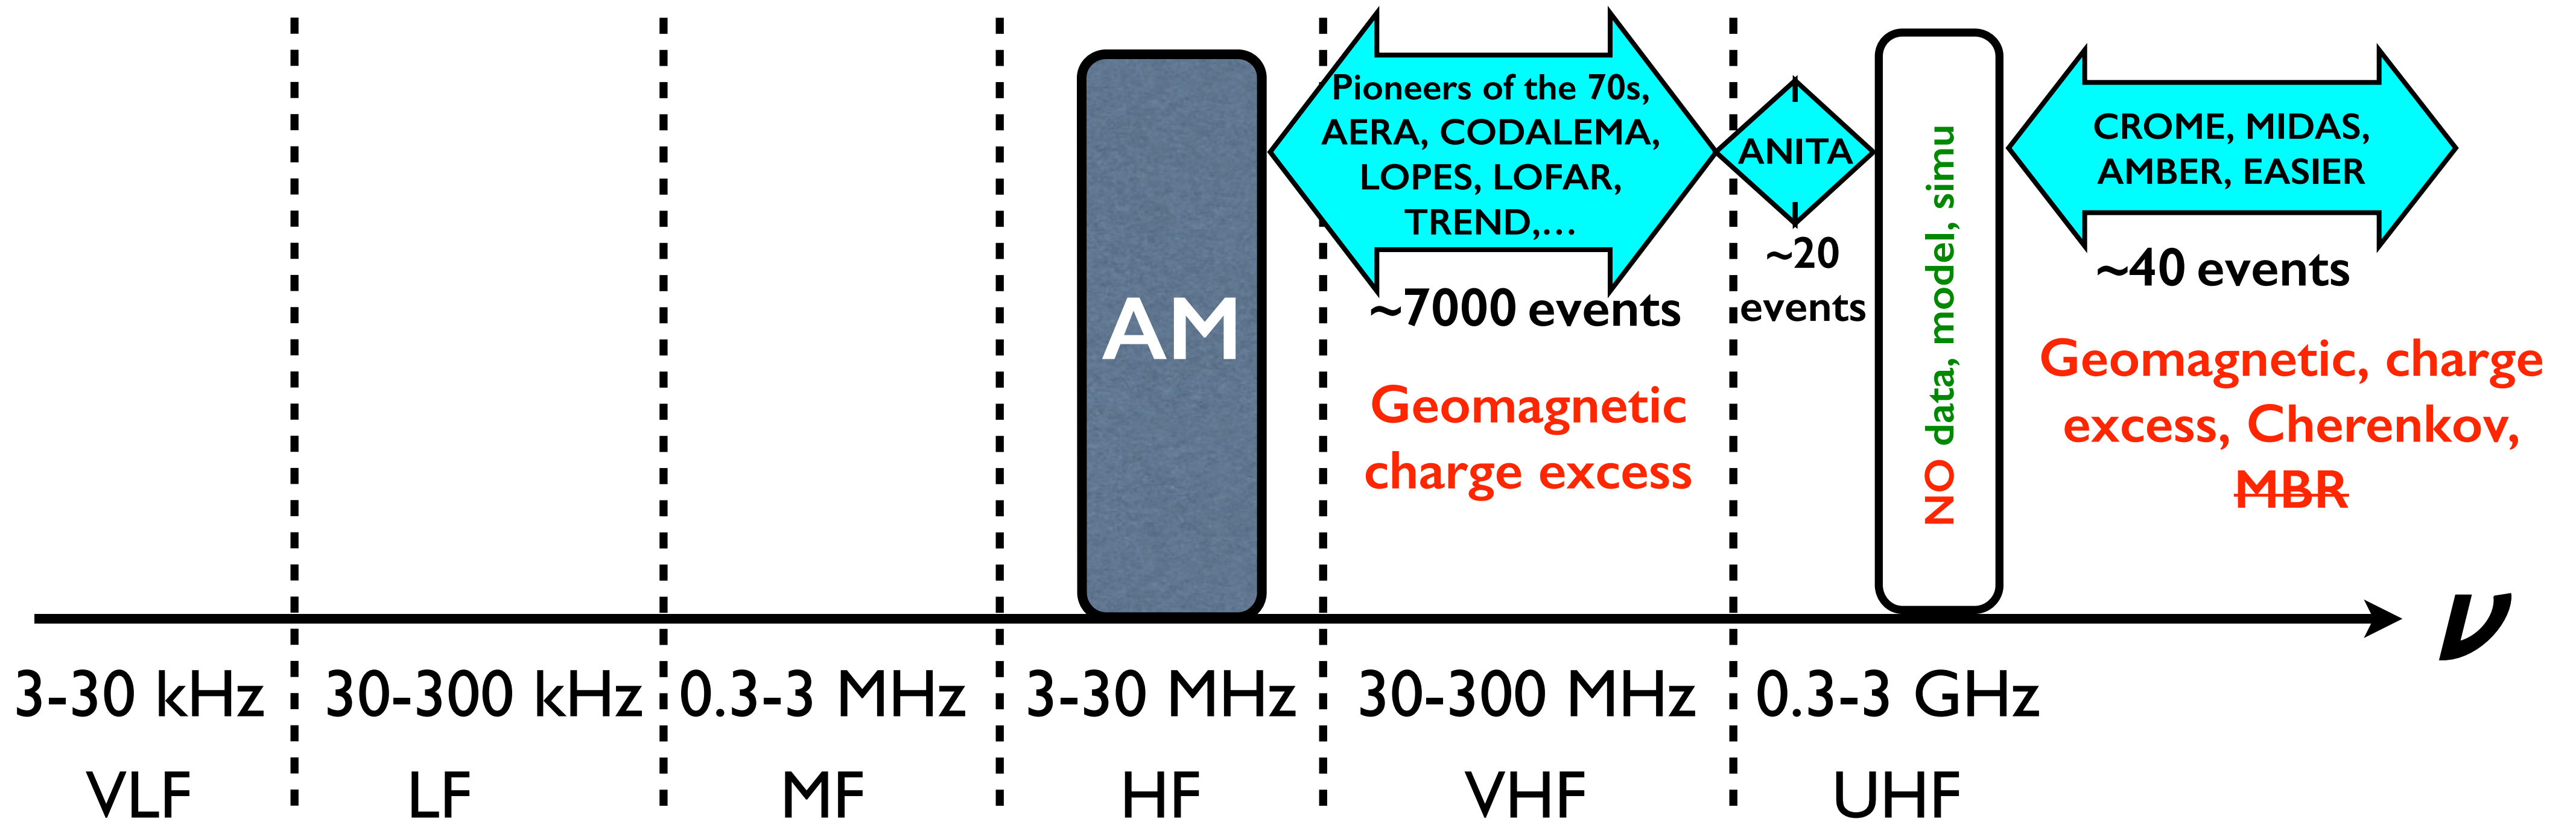 Pioneers of the 70s,
AERA, CODALEMA,
LOPES, LOFAR,
TREND,...
~7000 events
Geomagnetic
charge excess
AM
ANITA
~20
events
NO data, model, simu
CROME, MIDAS,
AMBER, EASIER
~40 events
Geomagnetic, charge
excess, Cherenkov,
MBR
ν
3-30 kHz
30-300 kHz
0.3-3 MHz
3-30 MHz
30-300 MHz
0.3-3 GHz
VLF
LF
MF
HF
VHF
UHF